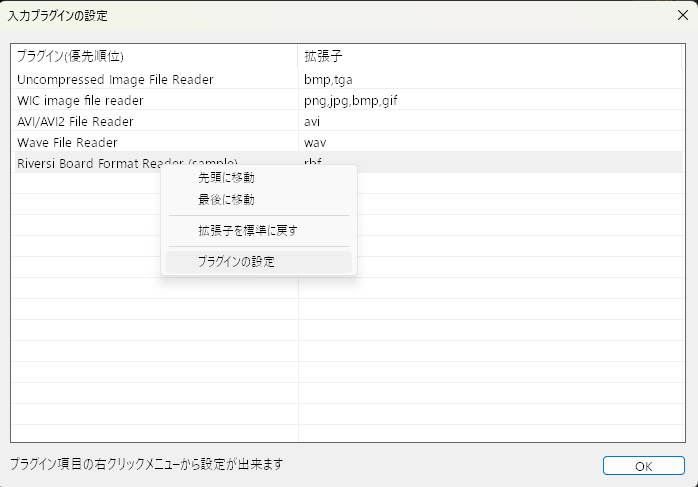 入力プラグインの設定
プラグイン(優先順位) 拡張子
Uncompressed Image File Reader bmp,tga
WIC image file reader png,jpg,bmp,gif
AVI/AVI2 File Reader avi
Wave File Reader wav
Riversi Board Format Reader (sample) rbf
先頭に移動
最後に移動
拡張子を標準に戻す
プラグインの設定
プラグイン項目の右クリックメニューから設定が出来ます
OK